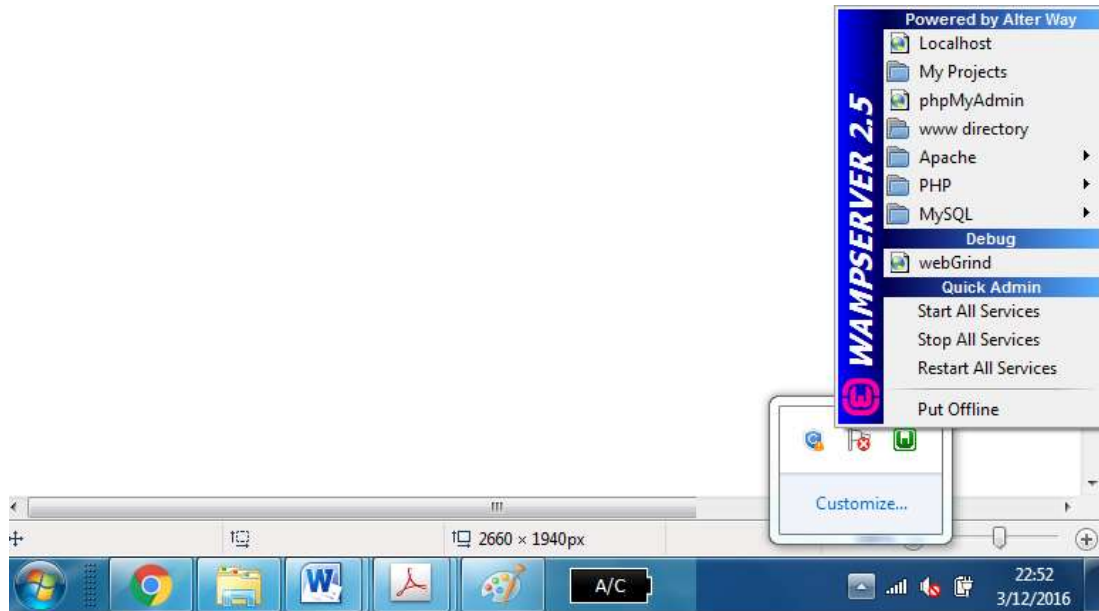 Powered by Alter Way
Localhost
My Projects
phpMyAdmin
www directory
Apache
PHP
MySQL
Debug
webGrind
Quick Admin
Start All Services
Stop All Services
Restart All Services
Put Offline
WAMPSERVER 2.5
Customize...
2660 × 1940px
A/C
22:52
3/12/2016